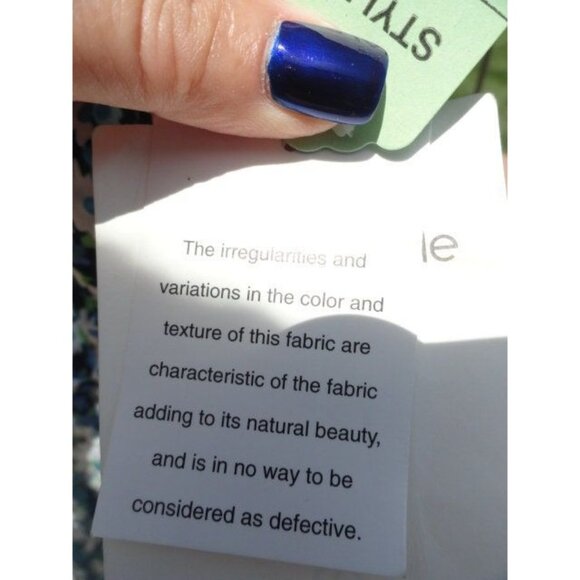 STYL
le
The irregularities and
variations in the color and
texture of this fabric are
characteristic of the fabric
adding to its natural beauty,
and is in no way to be
considered as defective.